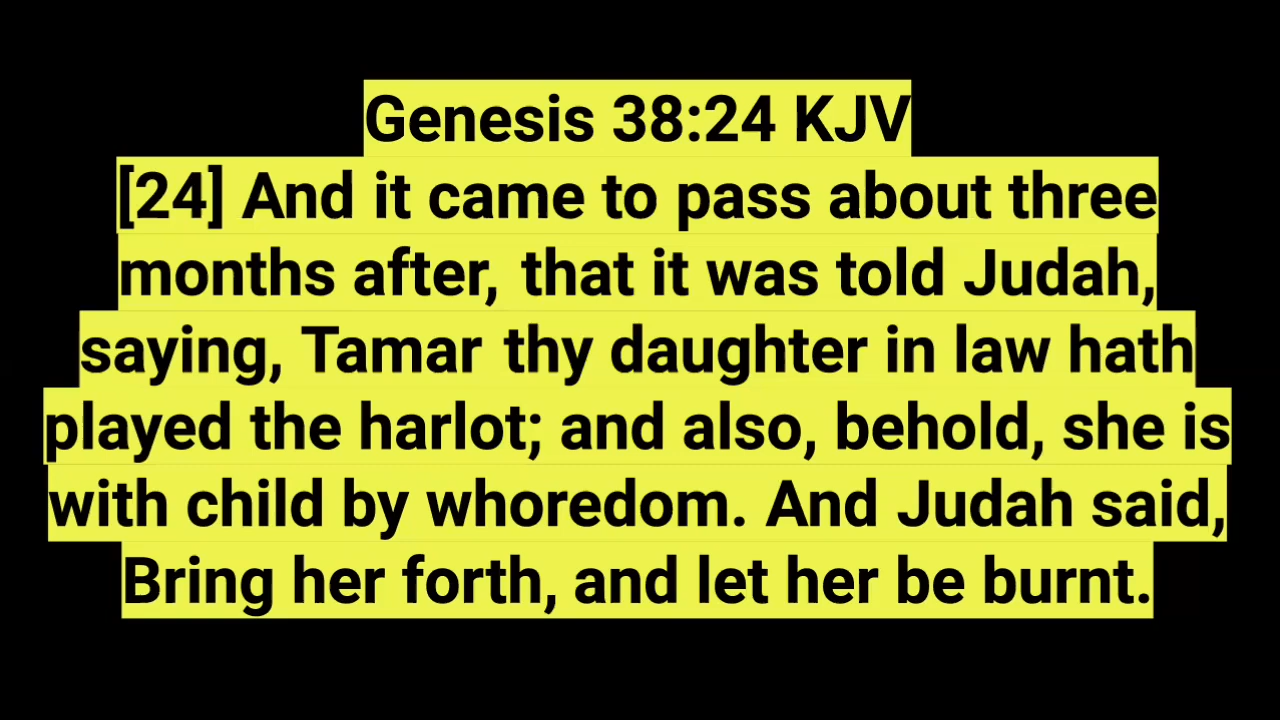 Genesis 38:24 KJV
[24] And it came to pass about three
months after, that it was told Judah,
saying, Tamar thy daughter in law hath
played the harlot; and also, behold, she is
with child by whoredom. And Judah said,
Bring her forth, and let her be burnt.